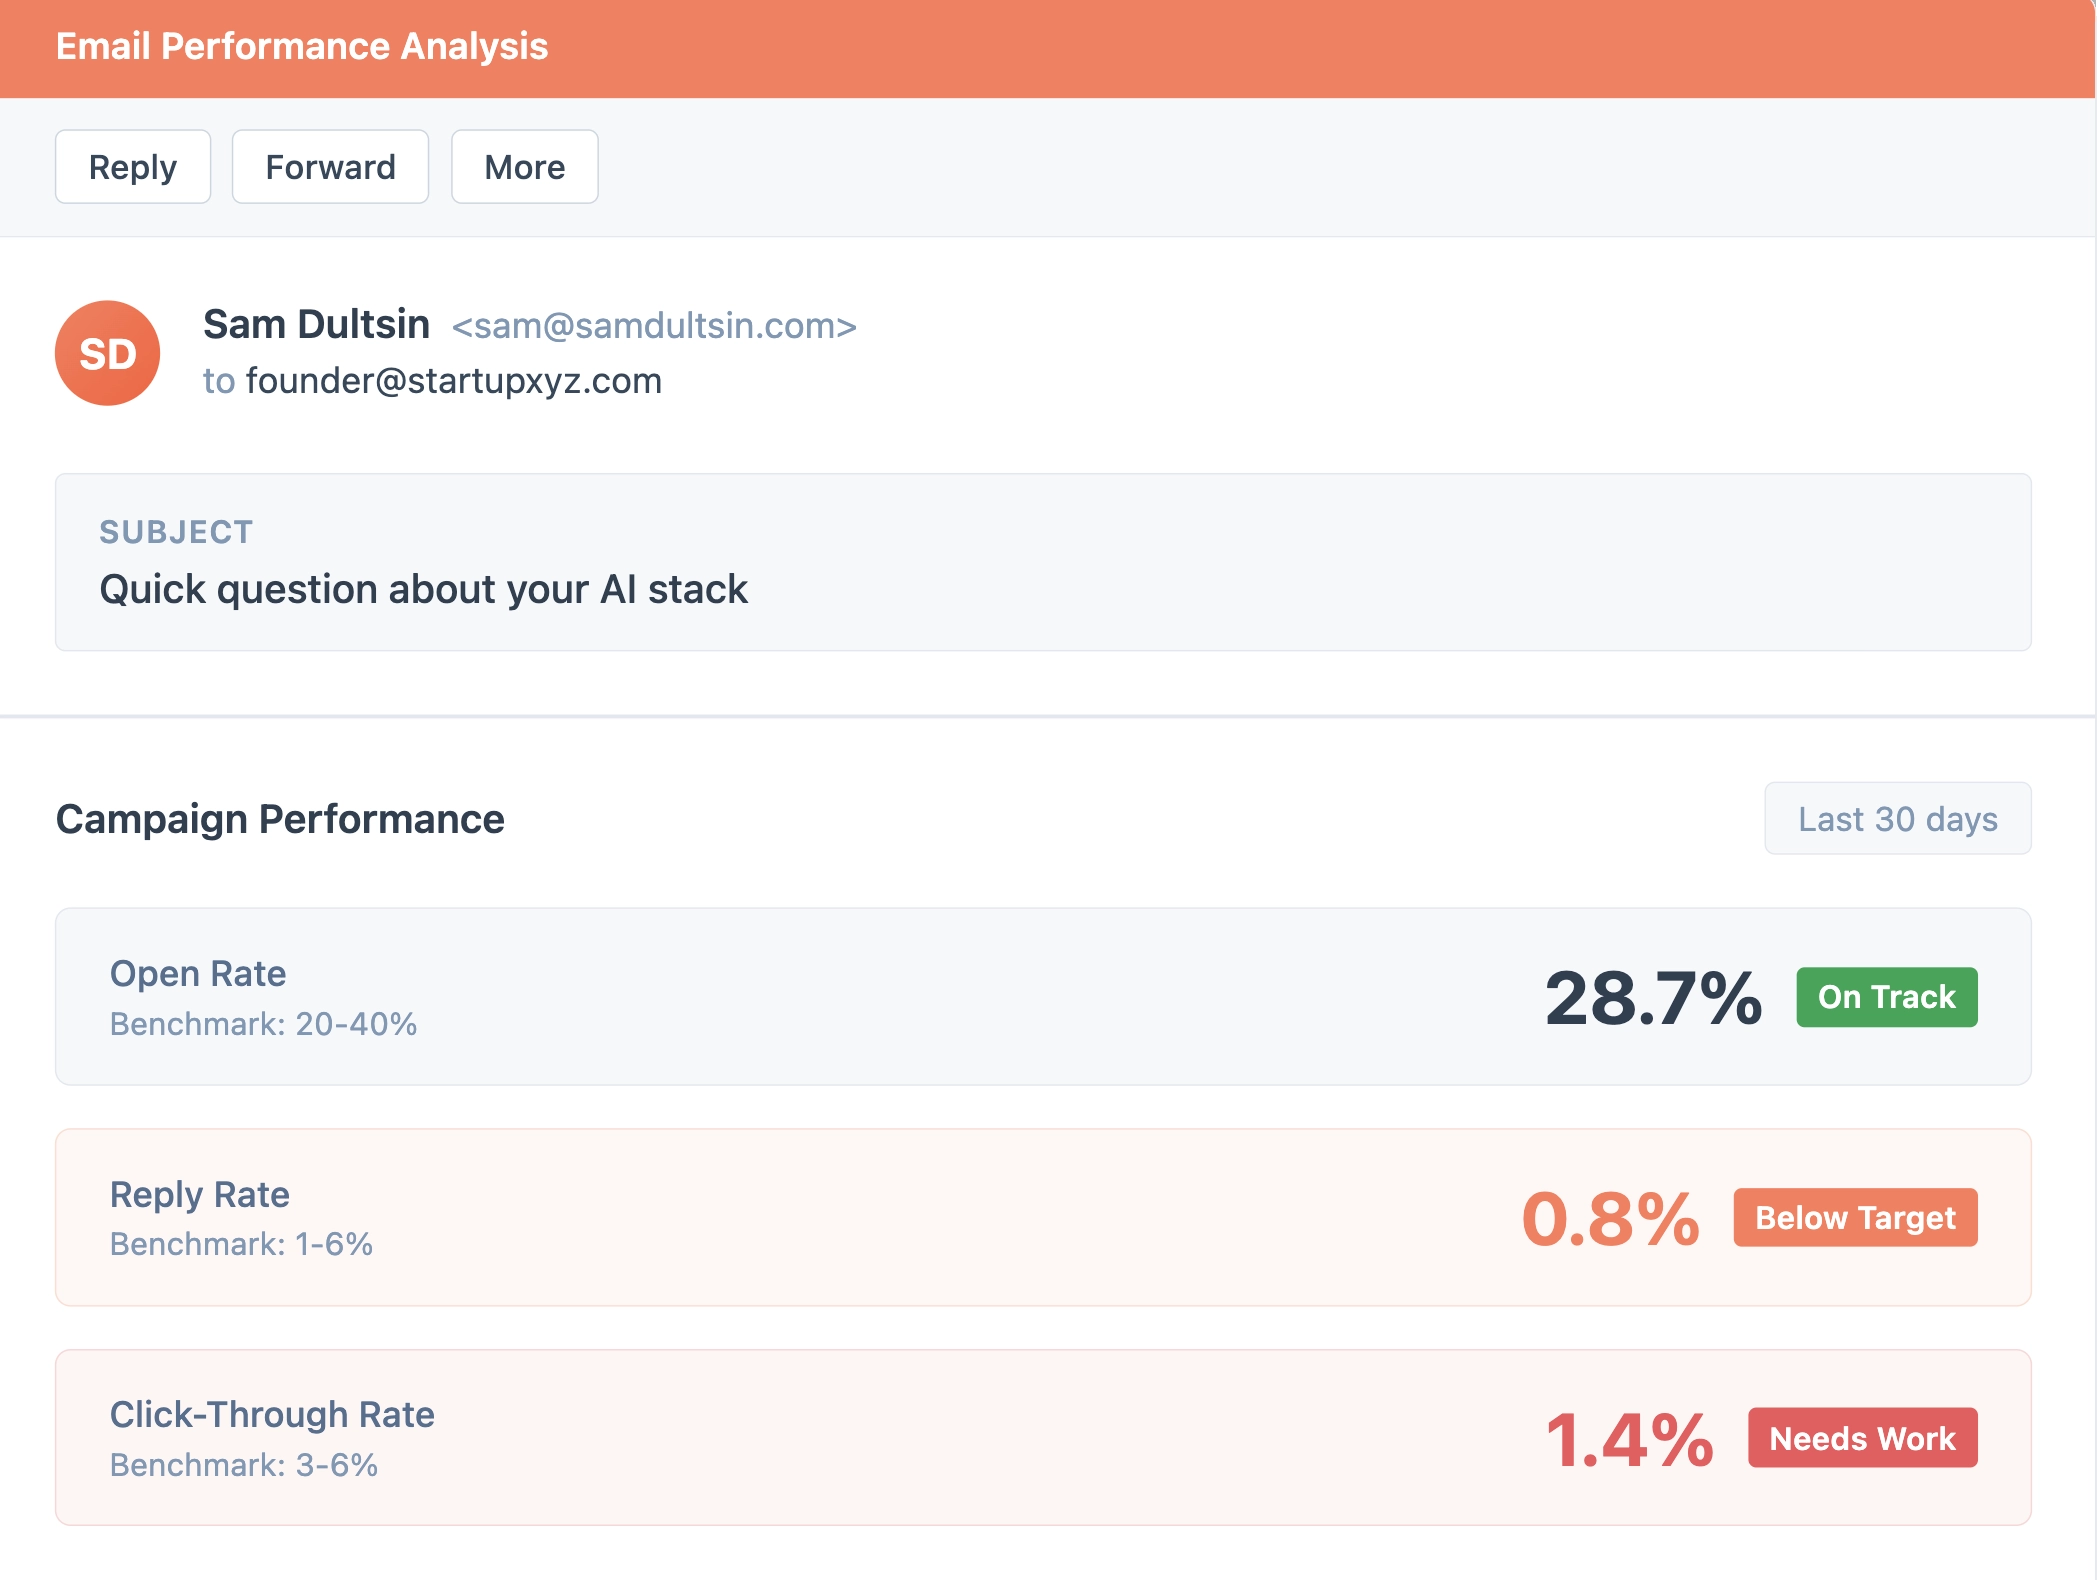 Email Performance Analysis
Reply Forward More
SD
Sam Dultsin <sam@samdultsin.com>
to founder@startupxyz.com
SUBJECT
Quick question about your AI stack
Campaign Performance
Last 30 days
Open Rate
Benchmark: 20-40%
28.7% On Track
Reply Rate
Benchmark: 1-6%
0.8% Below Target
Click-Through Rate
Benchmark: 3-6%
1.4% Needs Work